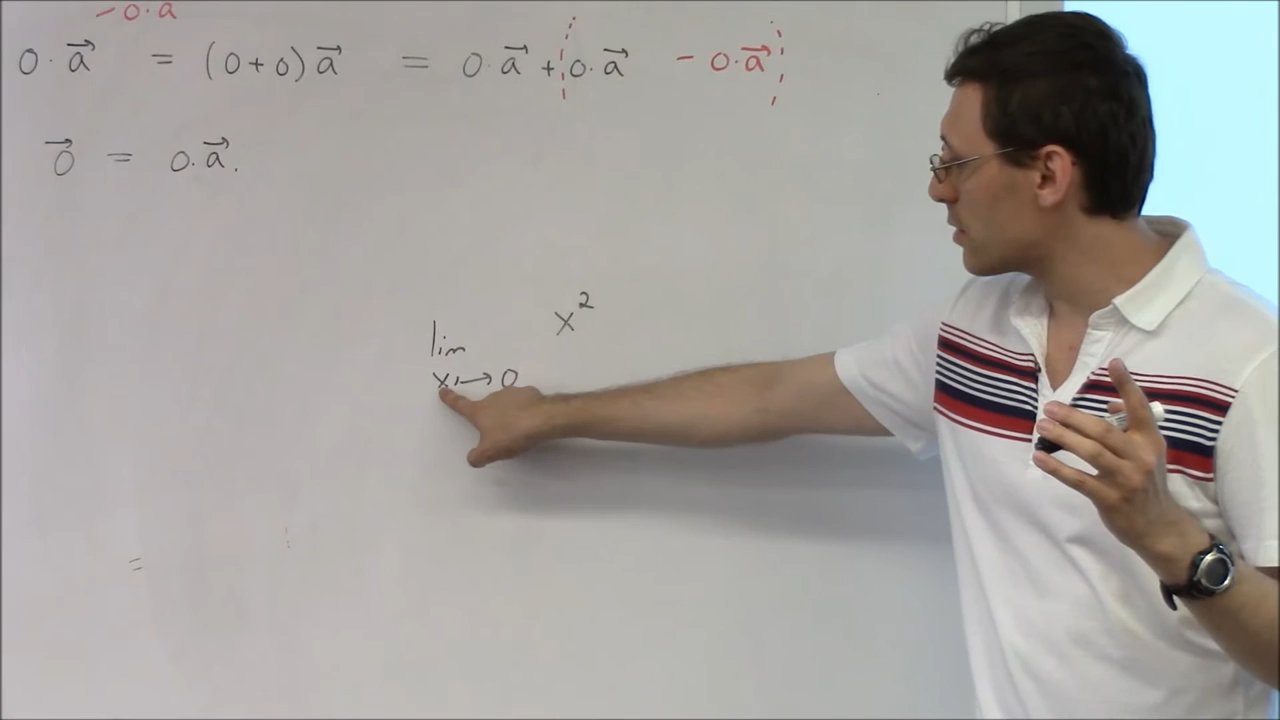 - 0·a
0·a⃗ = (0+0)a⃗ = 0·a⃗ + 0·a⃗ - 0·a⃗
0⃗ = 0·a⃗.
lim x²
x→0
=